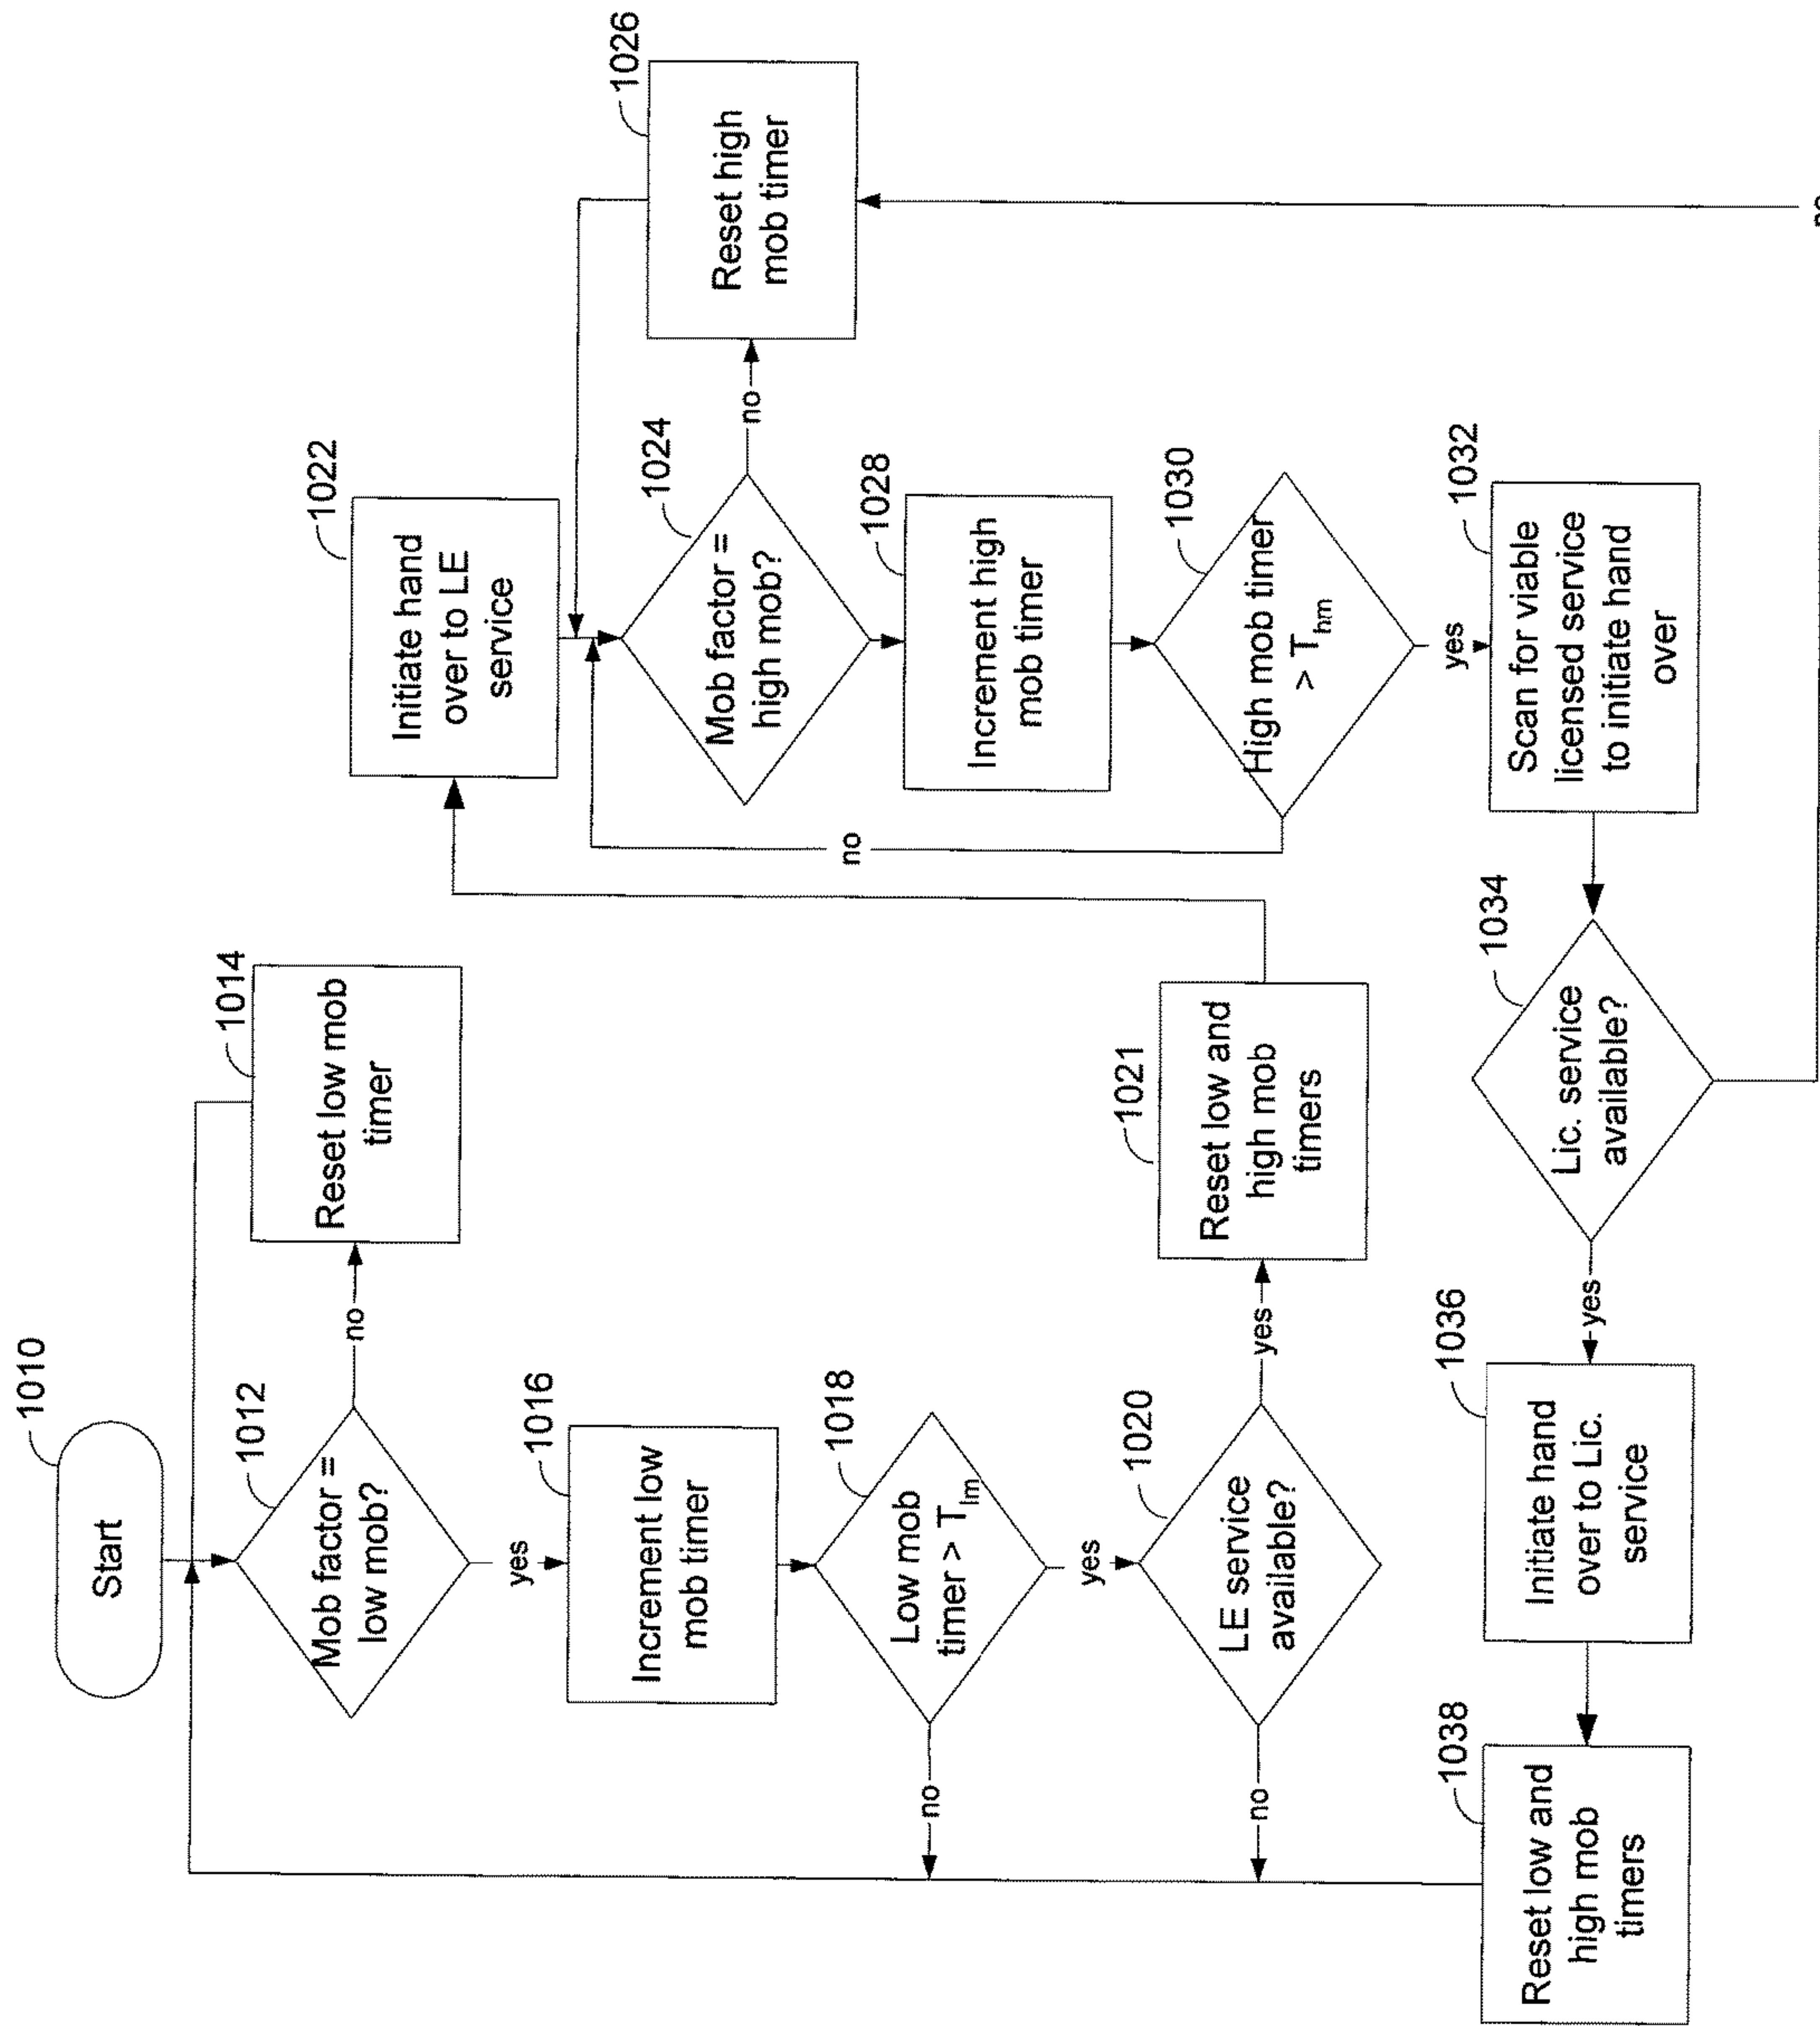 1010
Start
1012
Mob factor =
low mob?
no
1014
Reset low mob
timer
yes
1016
Increment low
mob timer
1018
Low mob
timer > Tlm
no
yes
1020
LE service
available?
no
yes
1021
Reset low and
high mob
timers
1022
Initiate hand
over to LE
service
1024
Mob factor =
high mob?
no
1026
Reset high
mob timer
1028
Increment high
mob timer
1030
High mob timer
> Thm
no
yes
1032
Scan for viable
licensed service
to initiate hand
over
1034
Lic. service
available?
no
yes
1036
Initiate hand
over to Lic.
service
1038
Reset low and
high mob
timers